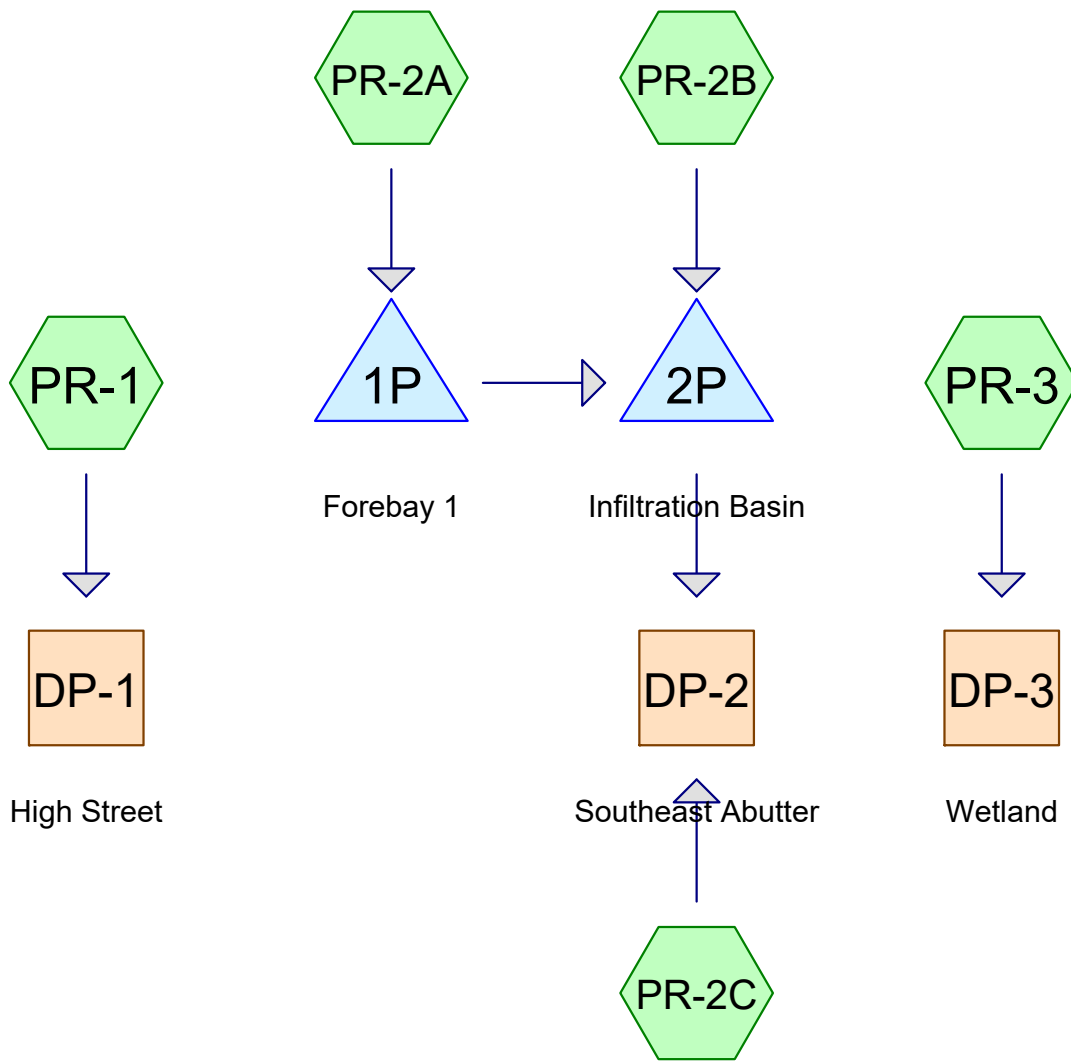 PR-2A
PR-2B
PR-1
1P
2P
PR-3
Forebay 1
Infiltration Basin
DP-1
DP-2
DP-3
High Street
Southeast Abutter
Wetland
PR-2C